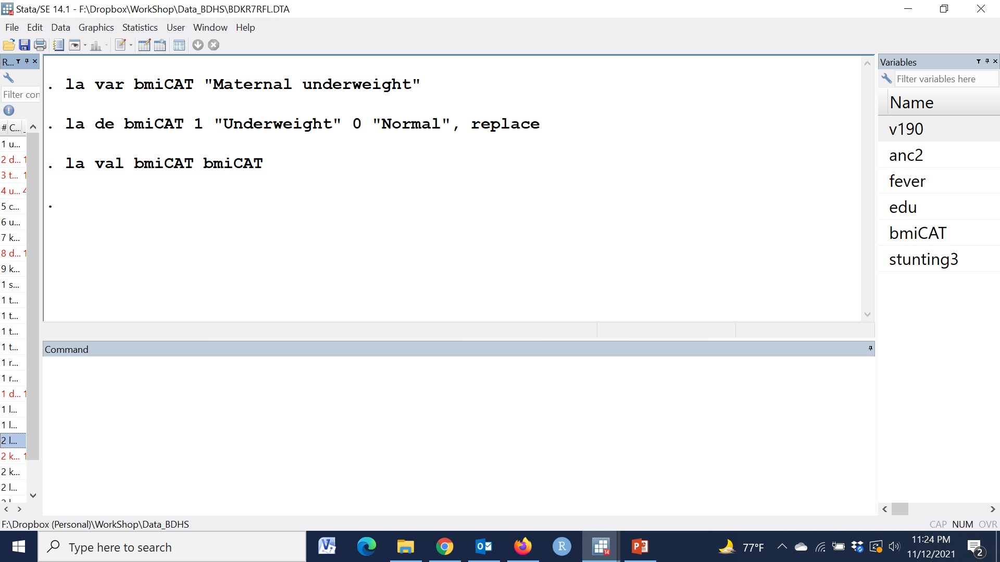 Stata/SE 14.1 - F:\Dropbox\WorkShop\Data_BDHS\BDKR7RFL.DTA
File Edit Data Graphics Statistics User Window Help
R...
Filter con
# C...
1 u...
2 d... 1
3 t... 1
4 u... 4
5 c...
6 u...
7 k...
8 d... 1
9 k...
1 s...
1 t...
1 t...
1 t...
1 t...
1 r...
1 r...
1 d... 1
1 l...
1 l...
2 l...
2 k... 1
2 k...
2 l...
. la var bmiCAT "Maternal underweight"
. la de bmiCAT 1 "Underweight" 0 "Normal", replace
. la val bmiCAT bmiCAT
.
Command
Variables
Filter variables here
Name
v190
anc2
fever
edu
bmiCAT
stunting3
F:\Dropbox (Personal)\WorkShop\Data_BDHS
CAP NUM OVR
Type here to search
77°F
11:24 PM
11/12/2021
2